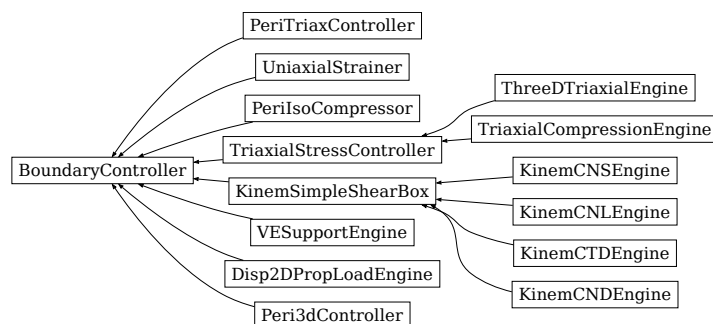 PeriTriaxController
UniaxialStrainer
PeriIsoCompressor
TriaxialStressController
BoundaryController
KinemSimpleShearBox
VESupportEngine
Disp2DPropLoadEngine
Peri3dController
ThreeDTriaxialEngine
TriaxialCompressionEngine
KinemCNSEngine
KinemCNLEngine
KinemCTDEngine
KinemCNDEngine